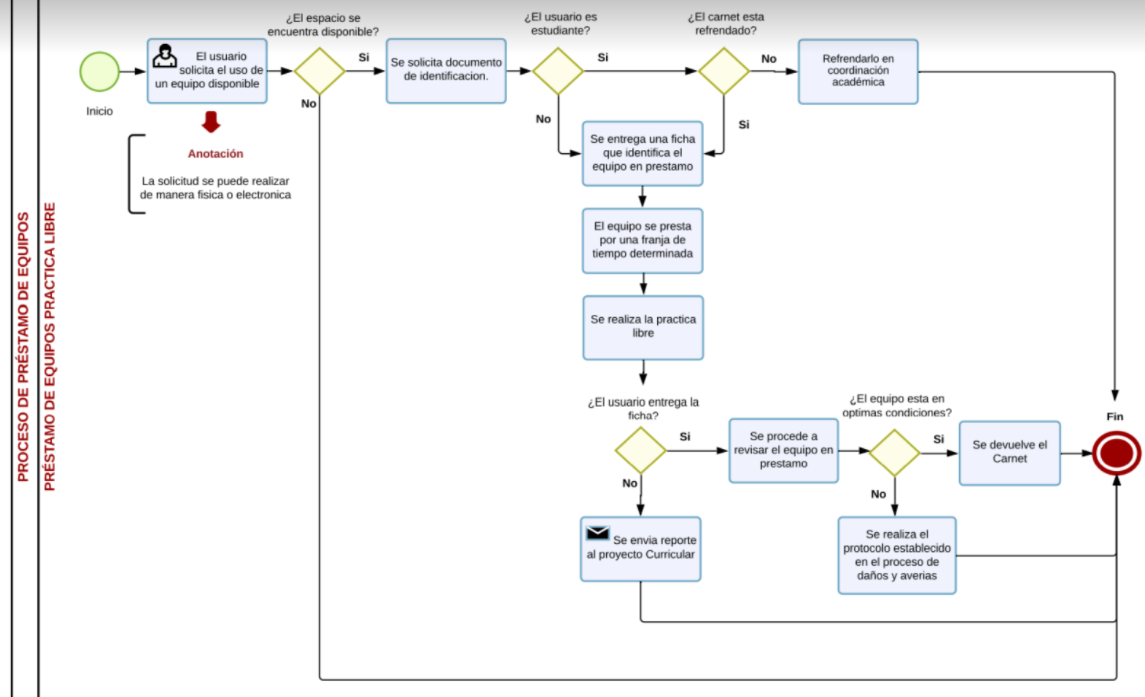 PROCESO DE PRÉSTAMO DE EQUIPOS
PRÉSTAMO DE EQUIPOS PRACTICA LIBRE
Inicio
El usuario
solicita el uso de
un equipo disponible
Anotación
La solicitud se puede realizar
de manera fisica o electronica
¿El espacio se
encuentra disponible?
Si
No
Se solicita documento
de identificacion.
¿El usuario es
estudiante?
Si
No
¿El carnet esta
refrendado?
No
Si
Refrendarlo en
coordinación
académica
Se entrega una ficha
que identifica el
equipo en prestamo
El equipo se presta
por una franja de
tiempo determinada
Se realiza la practica
libre
¿El usuario entrega la
ficha?
Si
No
Se envia reporte
al proyecto Curricular
Se procede a
revisar el equipo en
prestamo
¿El equipo esta en
optimas condiciones?
Si
No
Se devuelve el
Carnet
Se realiza el
protocolo establecido
en el proceso de
daños y averias
Fin